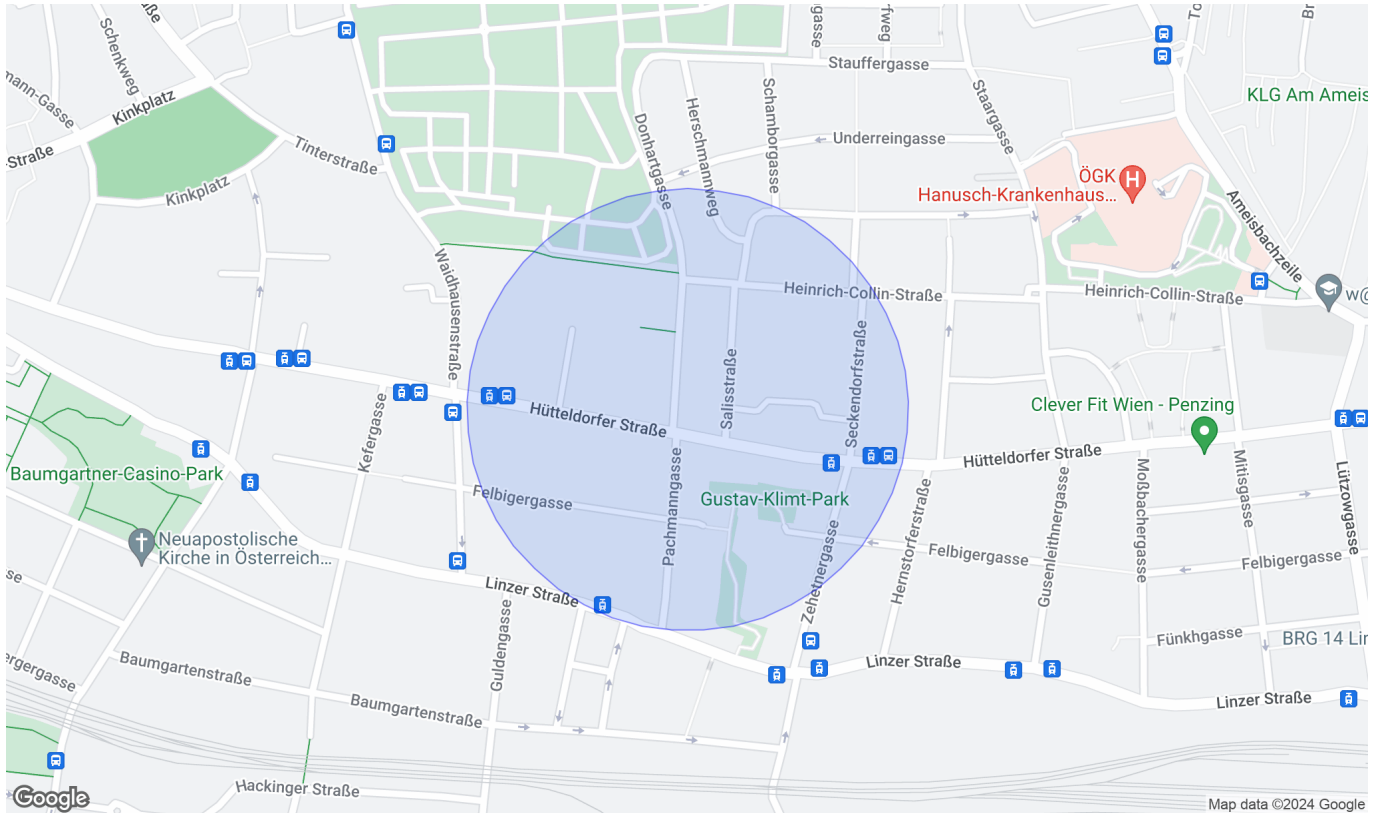 Schenkweg
Kinkplatz
Tinterstraße
Kinkplatz
-Straße
mann-Gasse
aße
Donhartgasse
Herschmannweg
Schamborgasse
Stauffergasse
Underreingasse
Staargasse
KLG Am Ameis
ÖGK
Hanusch-Krankenhaus...
Ameisbachzeile
Heinrich-Collin-Straße
Heinrich-Collin-Straße
w@
Waidhausenstraße
Salisstraße
Seckendorfstraße
Hütteldorfer Straße
Clever Fit Wien - Penzing
Hütteldorfer Straße
Kefergasse
Baumgartner-Casino-Park
Felbigergasse
Pachmanngasse
Gustav-Klimt-Park
Neuapostolische
Kirche in Österreich...
Zehetnergasse
Hernstorferstraße
Felbigergasse
Gusenleithnergasse
Moßbachergasse
Mitisgasse
Lützowgasse
Felbigergasse
Linzer Straße
Guldengasse
Fünkhgasse
BRG 14 Lin
Linzer Straße
Linzer Straße
Baumgartenstraße
Baumgartenstraße
ergergasse
Hackinger Straße
Google
Map data ©2024 Google